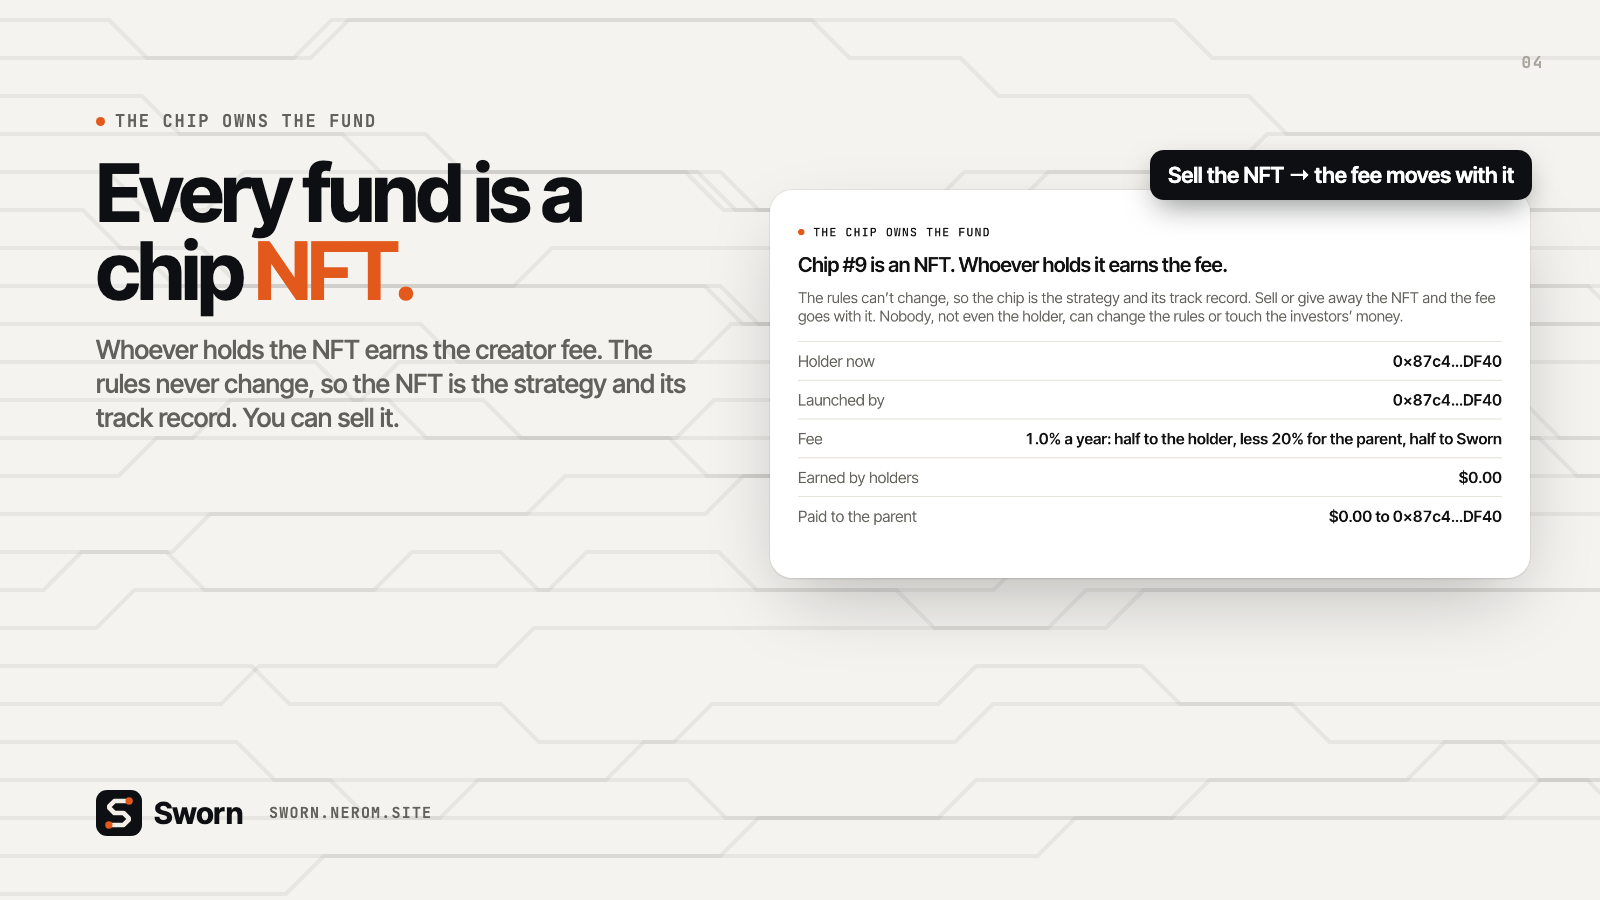 04
THE CHIP OWNS THE FUND
Every fund is a
chip NFT.
Whoever holds the NFT earns the creator fee. The
rules never change, so the NFT is the strategy and its
track record. You can sell it.
Sell the NFT → the fee moves with it
THE CHIP OWNS THE FUND
Chip #9 is an NFT. Whoever holds it earns the fee.
The rules can’t change, so the chip is the strategy and its track record. Sell or give away the NFT and the fee
goes with it. Nobody, not even the holder, can change the rules or touch the investors’ money.
Holder now 0×87c4…DF40
Launched by 0×87c4…DF40
Fee 1.0% a year: half to the holder, less 20% for the parent, half to Sworn
Earned by holders $0.00
Paid to the parent $0.00 to 0×87c4…DF40
Sworn SWORN.NEROM.SITE